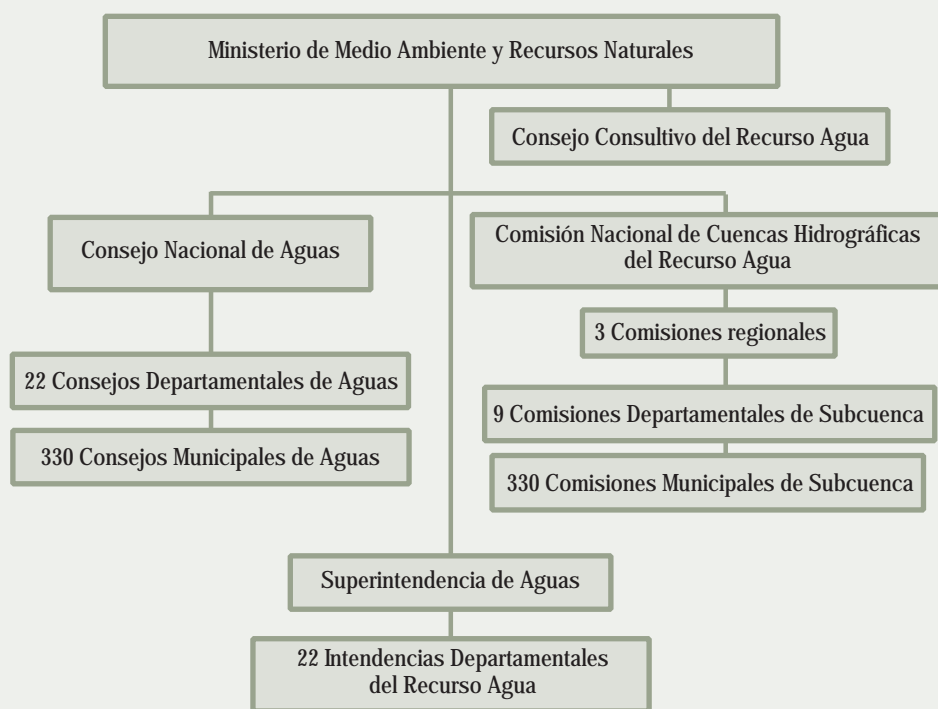 Ministerio de Medio Ambiente y Recursos Naturales
Consejo Consultivo del Recurso Agua
Consejo Nacional de Aguas
Comisión Nacional de Cuencas Hidrográficas
del Recurso Agua
3 Comisiones regionales
22 Consejos Departamentales de Aguas
9 Comisiones Departamentales de Subcuenca
330 Consejos Municipales de Aguas
330 Comisiones Municipales de Subcuenca
Superintendencia de Aguas
22 Intendencias Departamentales
del Recurso Agua